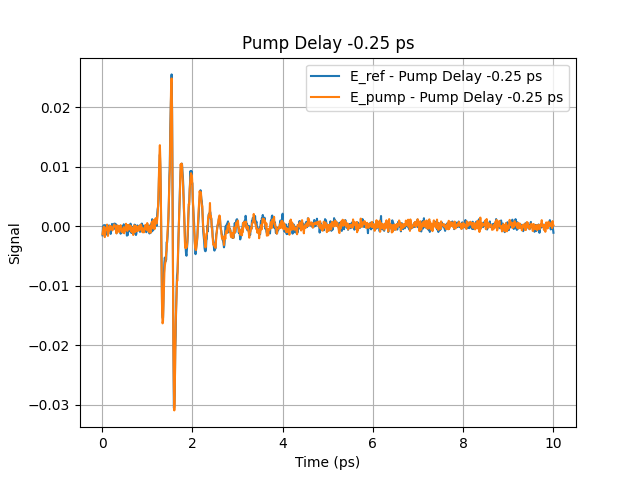 Pump Delay -0.25 ps
E_ref - Pump Delay -0.25 ps
E_pump - Pump Delay -0.25 ps
Signal
0.02
0.01
0.00
−0.01
−0.02
−0.03
0 2 4 6 8 10
Time (ps)